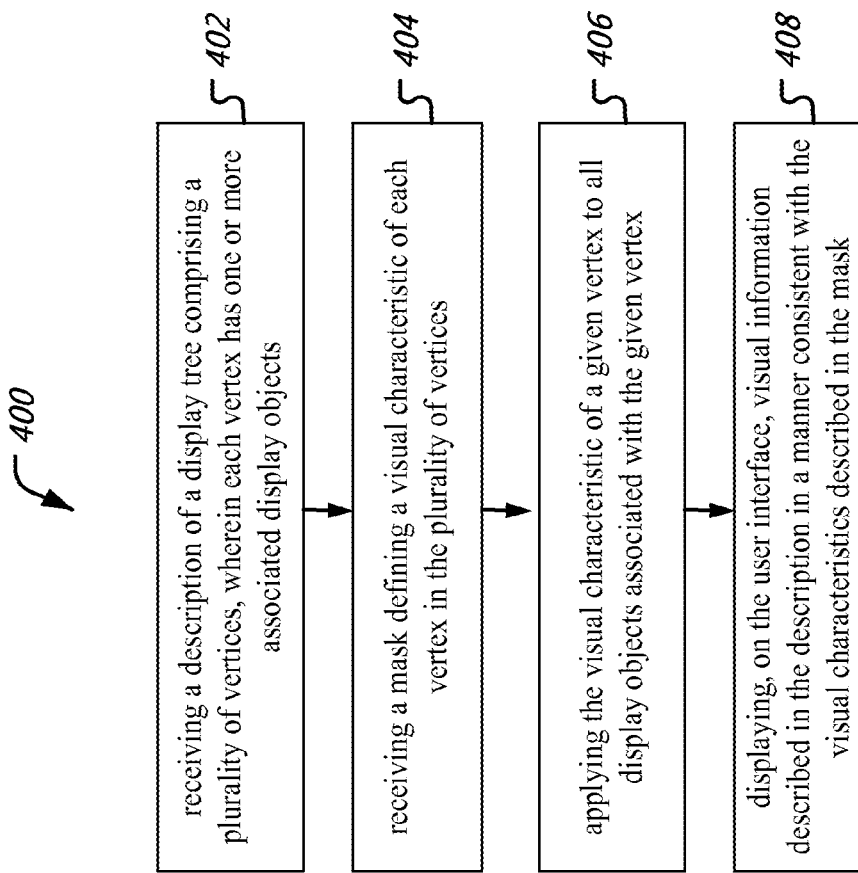 400
402
receiving a description of a display tree comprising a
plurality of vertices, wherein each vertex has one or more
associated display objects
404
receiving a mask defining a visual characteristic of each
vertex in the plurality of vertices
406
applying the visual characteristic of a given vertex to all
display objects associated with the given vertex
408
displaying, on the user interface, visual information
described in the description in a manner consistent with the
visual characteristics described in the mask